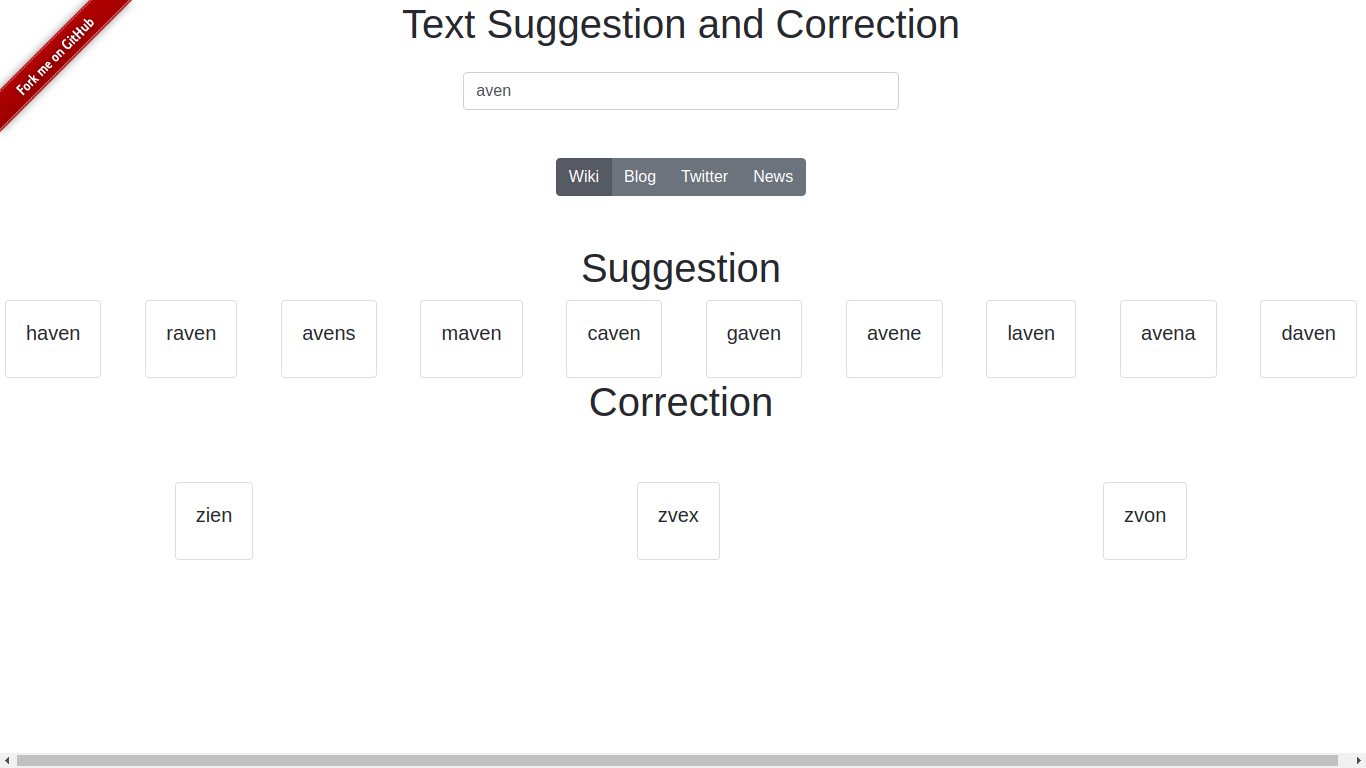 Fork me on GitHub
Text Suggestion and Correction
aven
Wiki Blog Twitter News
Suggestion
haven raven avens maven caven gaven avene laven avena daven
Correction
zien zvex zvon